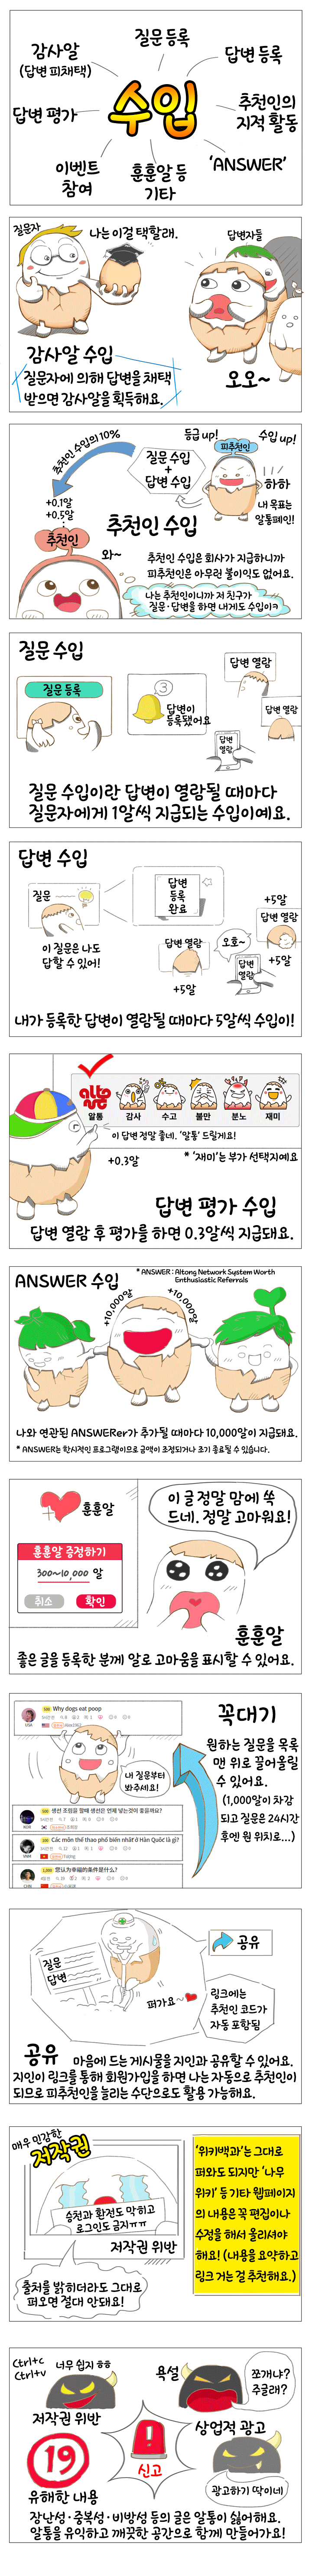 질문 등록
감사알
(답변 피채택)
답변 등록
답변 평가
수입
추천인의
지적 활동
이벤트
참여
훈훈알 등
기타
'ANSWER'
질문자
나는 이걸 택할래.
답변자들
감사알 수입
질문자에 의해 답변을 채택
받으면 감사알을 획득해요.
오오~
추천인 수입의 10%
등급 up!
수입 up!
질문 수입
+
답변 수입
피추천인
하하
내 목표는
알통폐인!
+0.1알
+0.5알
추천인
추천인 수입
와~
추천인 수입은 회사가 지급하니까
피추천인은 아무런 불이익도 없어요.
나는 추천인이니까 저 친구가
질문·답변을 하면 내게도 수입이ㅋ
질문 수입
질문 등록
3
답변이
등록됐어요
답변 열람
답변 열람
답변
열람
질문 수입이란 답변이 열람될 때마다
질문자에게 1알씩 지급되는 수입이예요.
답변 수입
질문
답변
등록
완료
이 질문은 나도
답할 수 있어!
답변 열람
+5알
오호~
답변
열람
+5알
답변 열람
+5알
내가 등록한 답변이 열람될 때마다 5알씩 수입이!
알통
감사
수고
불만
분노
재미
이 답변 정말 좋네. '알통' 드릴게요!
+0.3알
* '재미'는 부가 선택지예요
답변 평가 수입
답변 열람 후 평가를 하면 0.3알씩 지급돼요.
ANSWER 수입
* ANSWER : Altong Network System Worth
Enthusiastic Referrals
+10,000알
+10,000알
나와 연관된 ANSWERer가 추가될 때마다 10,000알이 지급돼요.
* ANSWER는 한시적인 프로그램이므로 금액이 조정되거나 조기 종료될 수 있습니다.
훈훈알
이 글 정말 맘에 쏙
드네. 정말 고마워요!
훈훈알 증정하기
300~10,000 알
취소
확인
훈훈알
좋은 글을 등록한 분께 알로 고마움을 표시할 수 있어요.
Why dogs eat poop
USA
꼭대기
원하는 질문을 목록
맨 위로 끌어올릴
수 있어요.
(1,000알이 차감
되고 질문은 24시간
후엔 원 위치로...)
내 질문부터
봐주세요!
생선 조림을 할때 생선은 언제 넣는것이 좋을까요?
KOR
Các môn thể thao phổ biến nhất ở Hàn Quốc là gì?
VNM
您认为幸福的条件是什么?
CHN
질문
답변
공유
퍼가요~
링크에는
추천인 코드가
자동 포함됨
공유 마음에 드는 게시물을 지인과 공유할 수 있어요.
지인이 링크를 통해 회원가입을 하면 나는 자동으로 추천인이
되므로 피추천인을 늘리는 수단으로도 활용 가능해요.
매우 민감한
저작권
승천과 환전도 막히고
로그인도 금지ㅠㅠ
저작권 위반
출처를 밝히더라도 그대로
퍼오면 절대 안돼요!
'위키백과'는 그대로
퍼와도 되지만 '나무
위키' 등 기타 웹페이지
의 내용은 꼭 편집이나
수정을 해서 올리셔야
해요! (내용을 요약하고
링크 거는 걸 추천해요.)
Ctrl+c
Ctrl+v
너무 쉽지 ㅎㅎ
저작권 위반
욕설
쪼개냐?
주글래?
상업적 광고
신고
19
유해한 내용
광고하기 딱이네
장난성·중복성·비방성 등의 글은 알통이 싫어해요.
알통을 유익하고 깨끗한 공간으로 함께 만들어가요!